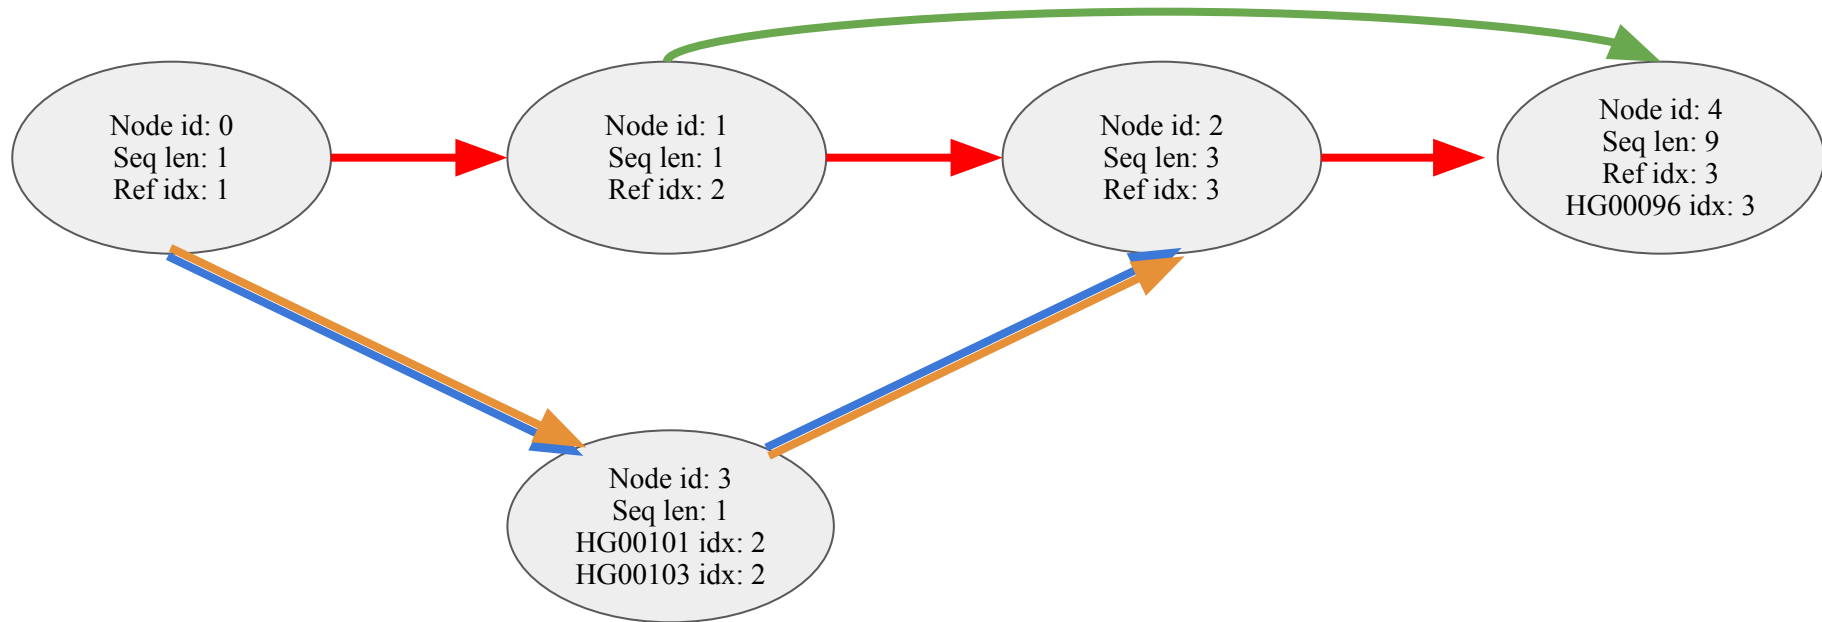 Node id: 0
Seq len: 1
Ref idx: 1
Node id: 1
Seq len: 1
Ref idx: 2
Node id: 2
Seq len: 3
Ref idx: 3
Node id: 4
Seq len: 9
Ref idx: 3
HG00096 idx: 3
Node id: 3
Seq len: 1
HG00101 idx: 2
HG00103 idx: 2